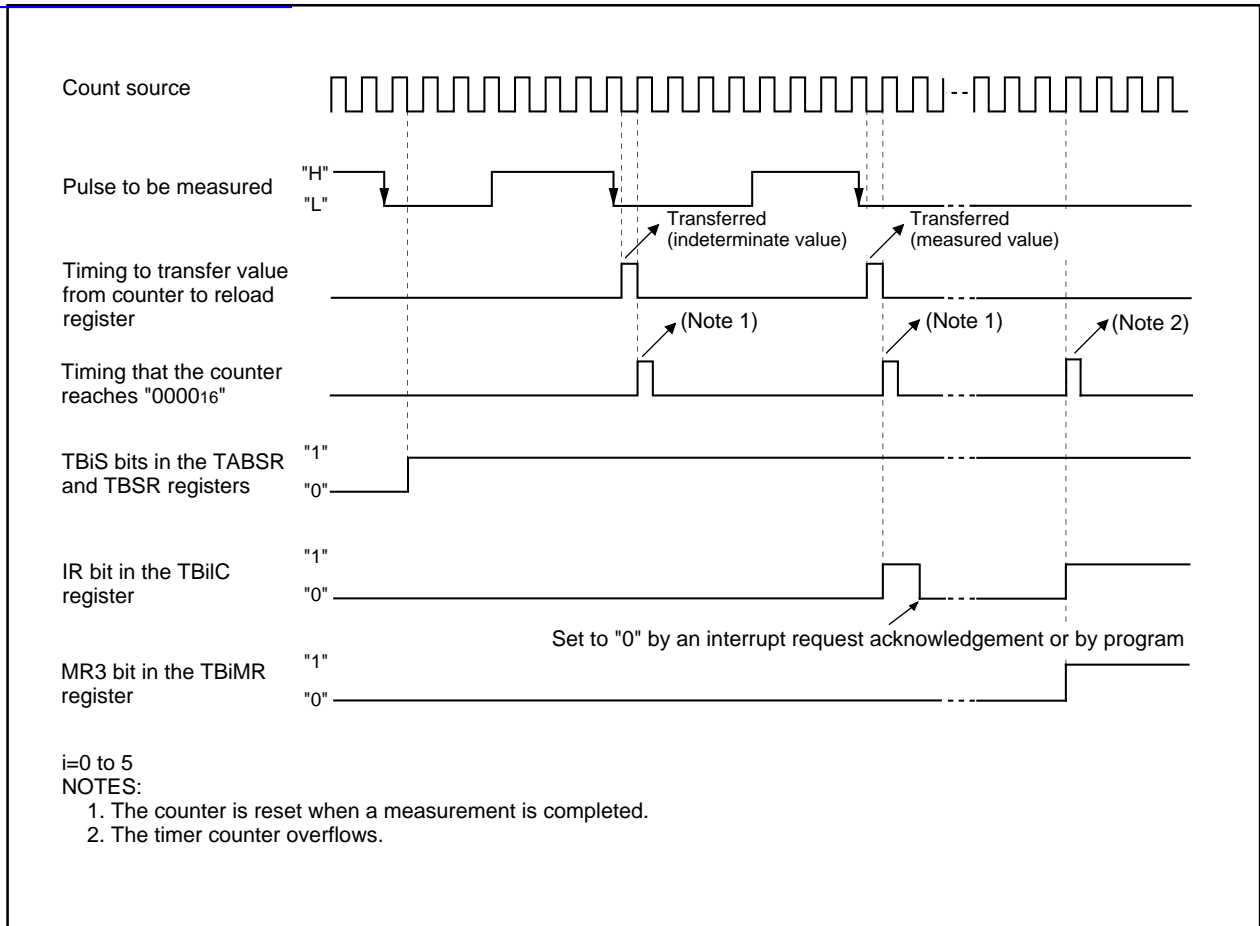 Count source
Pulse to be measured
"H"
"L"
Transferred
(indeterminate value)
Transferred
(measured value)
Timing to transfer value
from counter to reload
register
(Note 1)
(Note 1)
(Note 2)
Timing that the counter
reaches "000016"
TBiS bits in the TABSR
and TBSR registers
"1"
"0"
IR bit in the TBiIC
register
"1"
"0"
Set to "0" by an interrupt request acknowledgement or by program
MR3 bit in the TBiMR
register
"1"
"0"
i=0 to 5
NOTES:
1. The counter is reset when a measurement is completed.
2. The timer counter overflows.